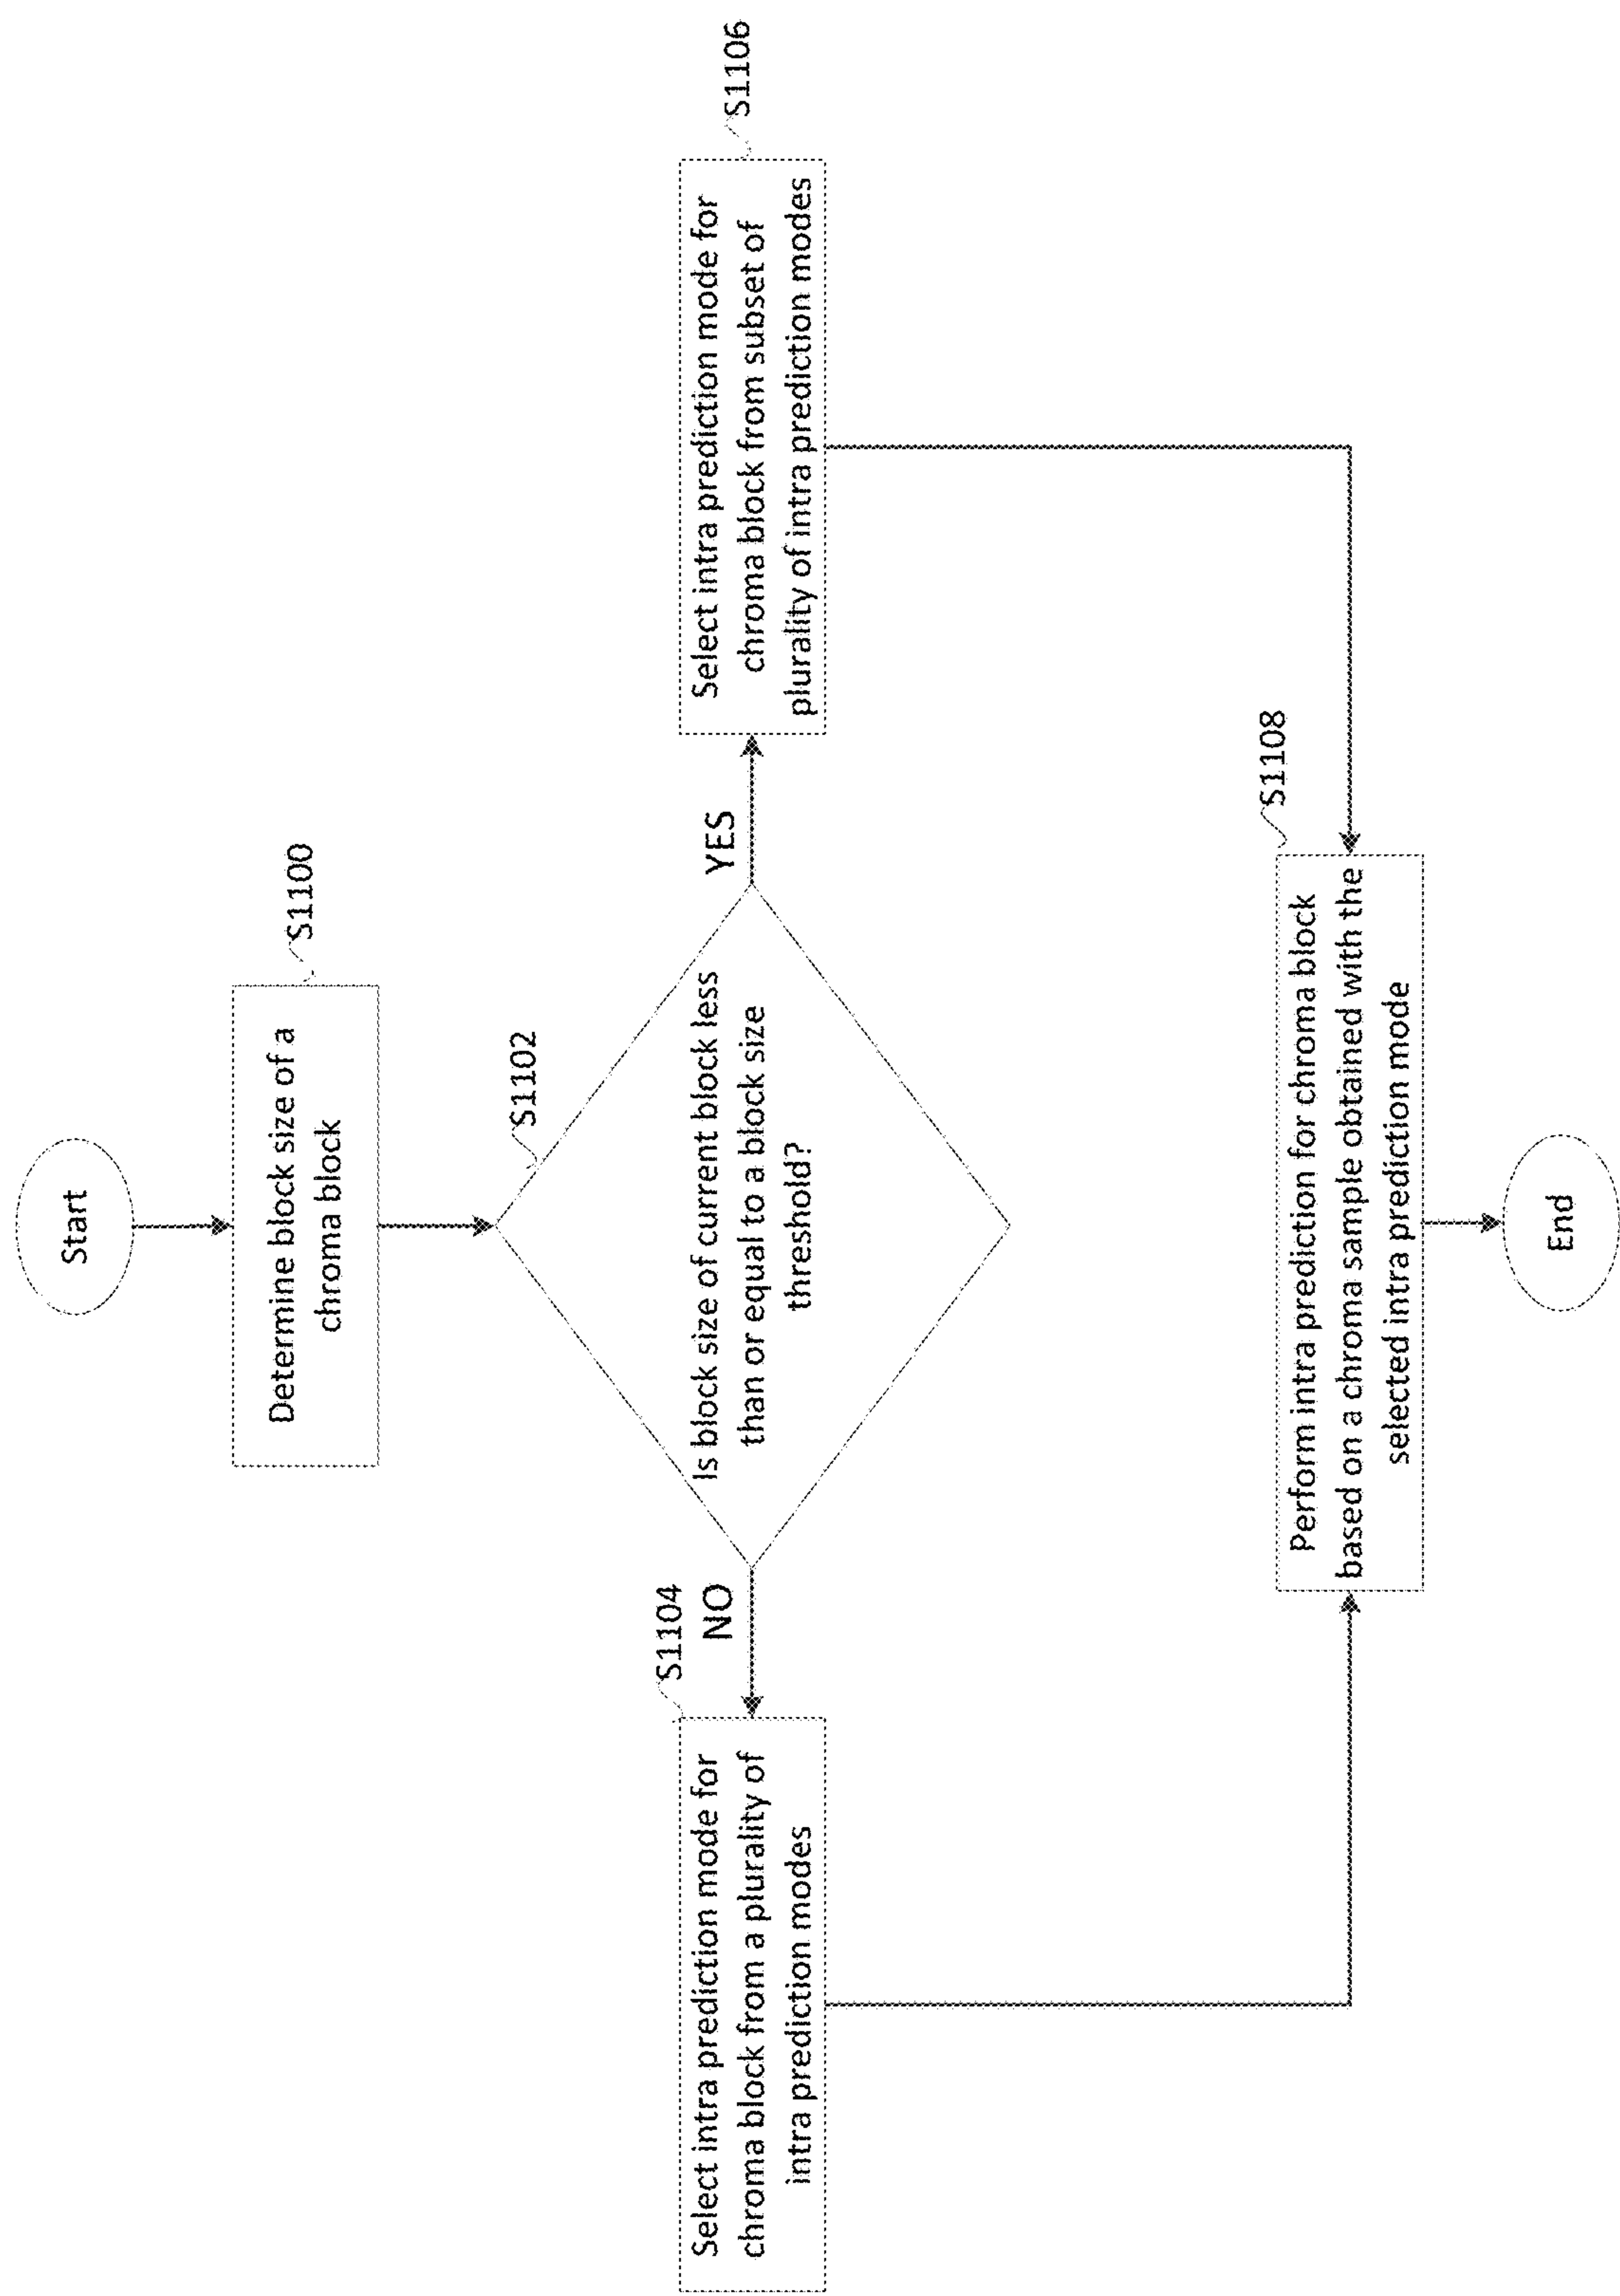 Start
S1100
Determine block size of a
chroma block
S1102
Is block size of current block less
than or equal to a block size
threshold?
S1104
NO
Select intra prediction mode for
chroma block from a plurality of
intra prediction modes
YES
S1106
Select intra prediction mode for
chroma block from subset of
plurality of intra prediction modes
S1108
Perform intra prediction for chroma block
based on a chroma sample obtained with the
selected intra prediction mode
End